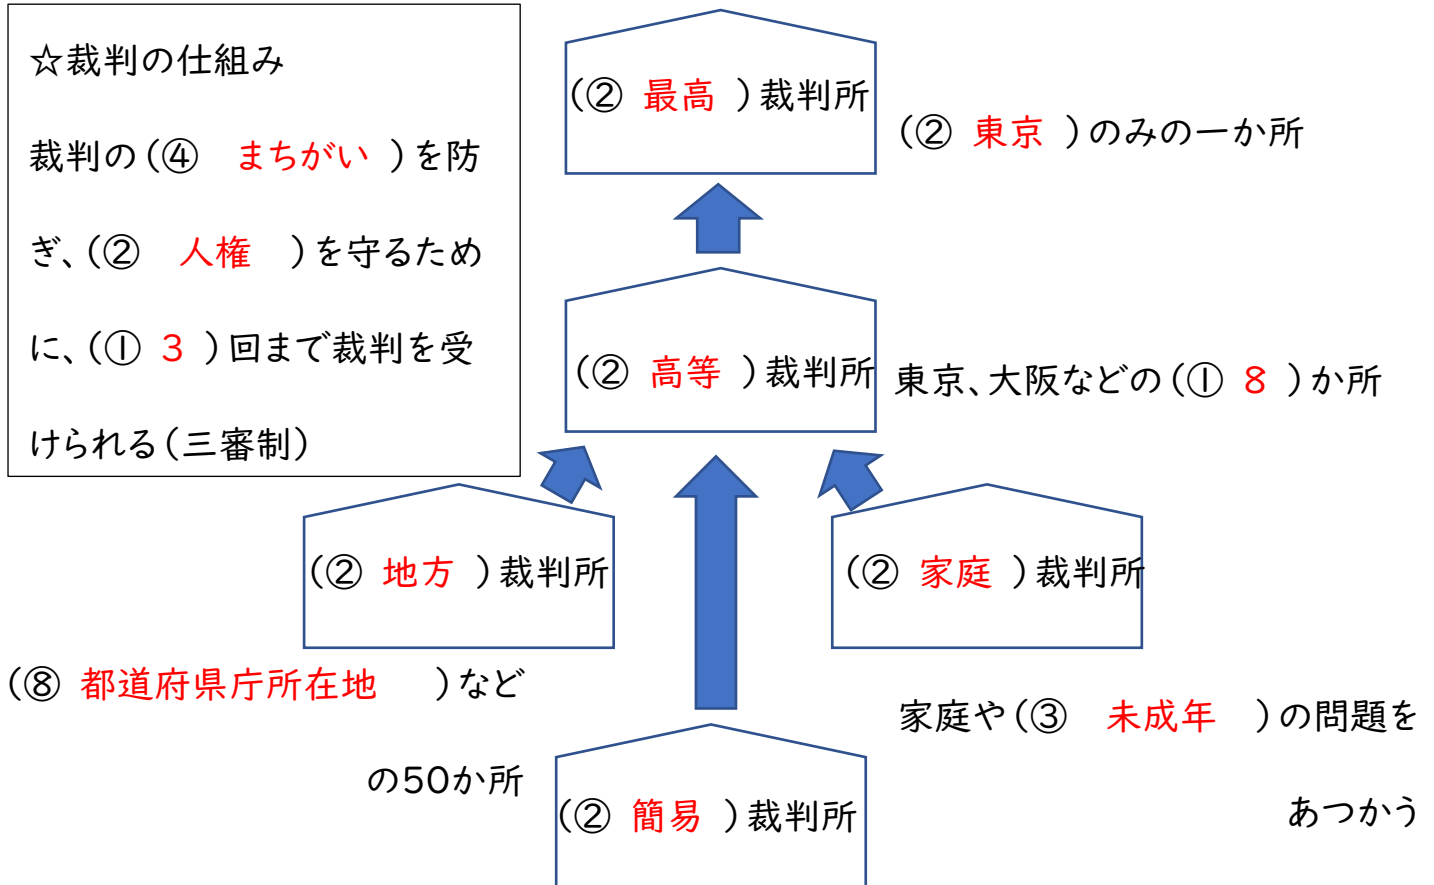 ☆裁判の仕組み
裁判の(④　まちがい　)を防
ぎ、(②　人権　)を守るため
に、(①　3　)回まで裁判を受
けられる(三審制)
(②　最高　)裁判所
(②　東京　)のみの一か所
(②　高等　)裁判所
東京、大阪などの(①　8　)か所
(②　地方　)裁判所
(②　家庭　)裁判所
(⑧　都道府県庁所在地　)など
の50か所
家庭や(③　未成年　)の問題を
あつかう
(②　簡易　)裁判所